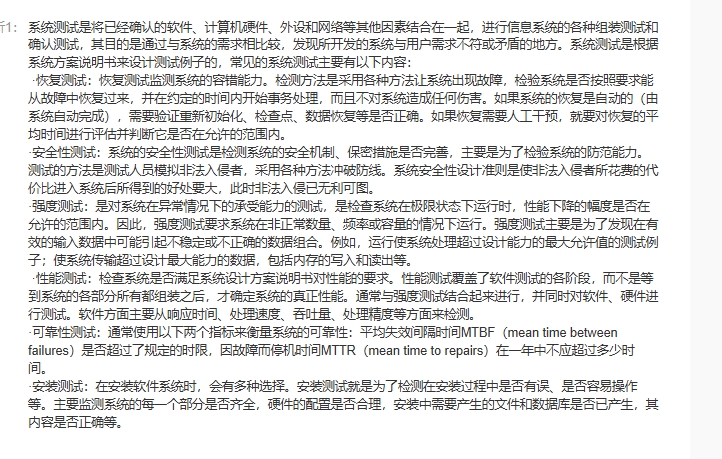 析1： 系统测试是将已经确认的软件、计算机硬件、外设和网络等其他因素结合在一起，进行信息系统的各种组装测试和
确认测试，其目的是通过与系统的需求相比较，发现所开发的系统与用户需求不符或矛盾的地方。系统测试是根据
系统方案说明书来设计测试例子的，常见的系统测试主要有以下内容：
·恢复测试：恢复测试监测系统的容错能力。检测方法是采用各种方法让系统出现故障，检验系统是否按照要求能
从故障中恢复过来，并在约定的时间内开始事务处理，而且不对系统造成任何伤害。如果系统的恢复是自动的（由
系统自动完成），需要验证重新初始化、检查点、数据恢复等是否正确。如果恢复需要人工干预，就要对恢复的平
均时间进行评估并判断它是否在允许的范围内。
·安全性测试：系统的安全性测试是检测系统的安全机制、保密措施是否完善，主要是为了检验系统的防范能力。
测试的方法是测试人员模拟非法入侵者，采用各种方法冲破防线。系统安全性设计准则是使非法入侵者所花费的代
价比进入系统后所得到的好处要大，此时非法入侵已无利可图。
·强度测试：是对系统在异常情况下的承受能力的测试，是检查系统在极限状态下运行时，性能下降的幅度是否在
允许的范围内。因此，强度测试要求系统在非正常数量、频率或容量的情况下运行。强度测试主要是为了发现在有
效的输入数据中可能引起不稳定或不正确的数据组合。例如，运行使系统处理超过设计能力的最大允许值的测试例
子；使系统传输超过设计最大能力的数据，包括内存的写入和读出等。
·性能测试：检查系统是否满足系统设计方案说明书对性能的要求。性能测试覆盖了软件测试的各阶段，而不是等
到系统的各部分所有都组装之后，才确定系统的真正性能。通常与强度测试结合起来进行，并同时对软件、硬件进
行测试。软件方面主要从响应时间、处理速度、吞吐量、处理精度等方面来检测。
·可靠性测试：通常使用以下两个指标来衡量系统的可靠性：平均失效间隔时间MTBF（mean time between
failures）是否超过了规定的时限，因故障而停机时间MTTR（mean time to repairs）在一年中不应超过多少时
间。
·安装测试：在安装软件系统时，会有多种选择。安装测试就是为了检测在安装过程中是否有误、是否容易操作
等。主要监测系统的每一个部分是否齐全，硬件的配置是否合理，安装中需要产生的文件和数据库是否已产生，其
内容是否正确等。